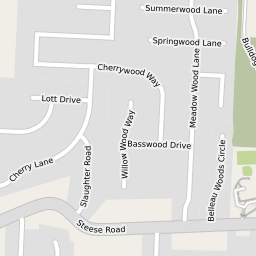 Summerwood Lane
Springwood Lane
Bulldog
Cherrywood Way
Meadow Wood Lane
Lott Drive
Willow Wood Way
Basswood Drive
Cherry Lane
Slaughter Road
Belleau Woods Circle
Steese Road